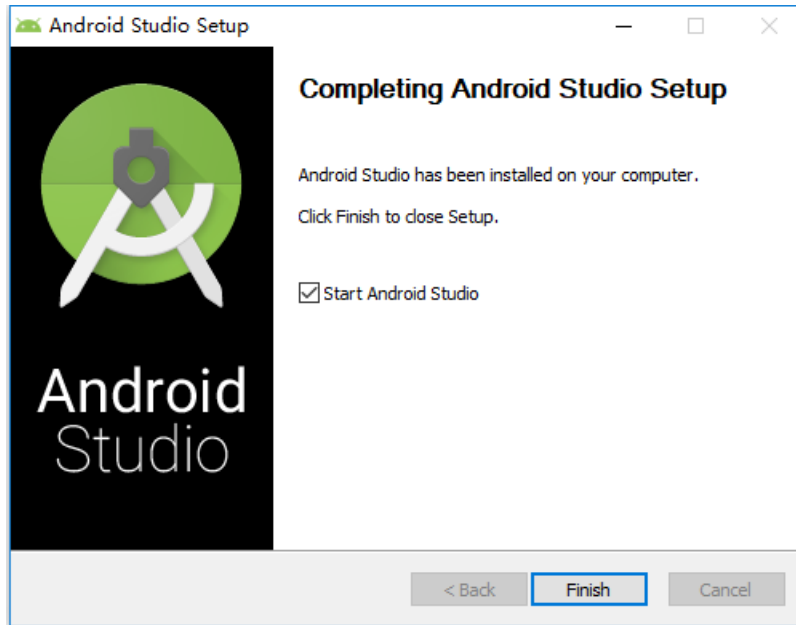 Android Studio Setup
Completing Android Studio Setup
Android Studio has been installed on your computer.
Click Finish to close Setup.
Start Android Studio
Android
Studio
< Back
Finish
Cancel